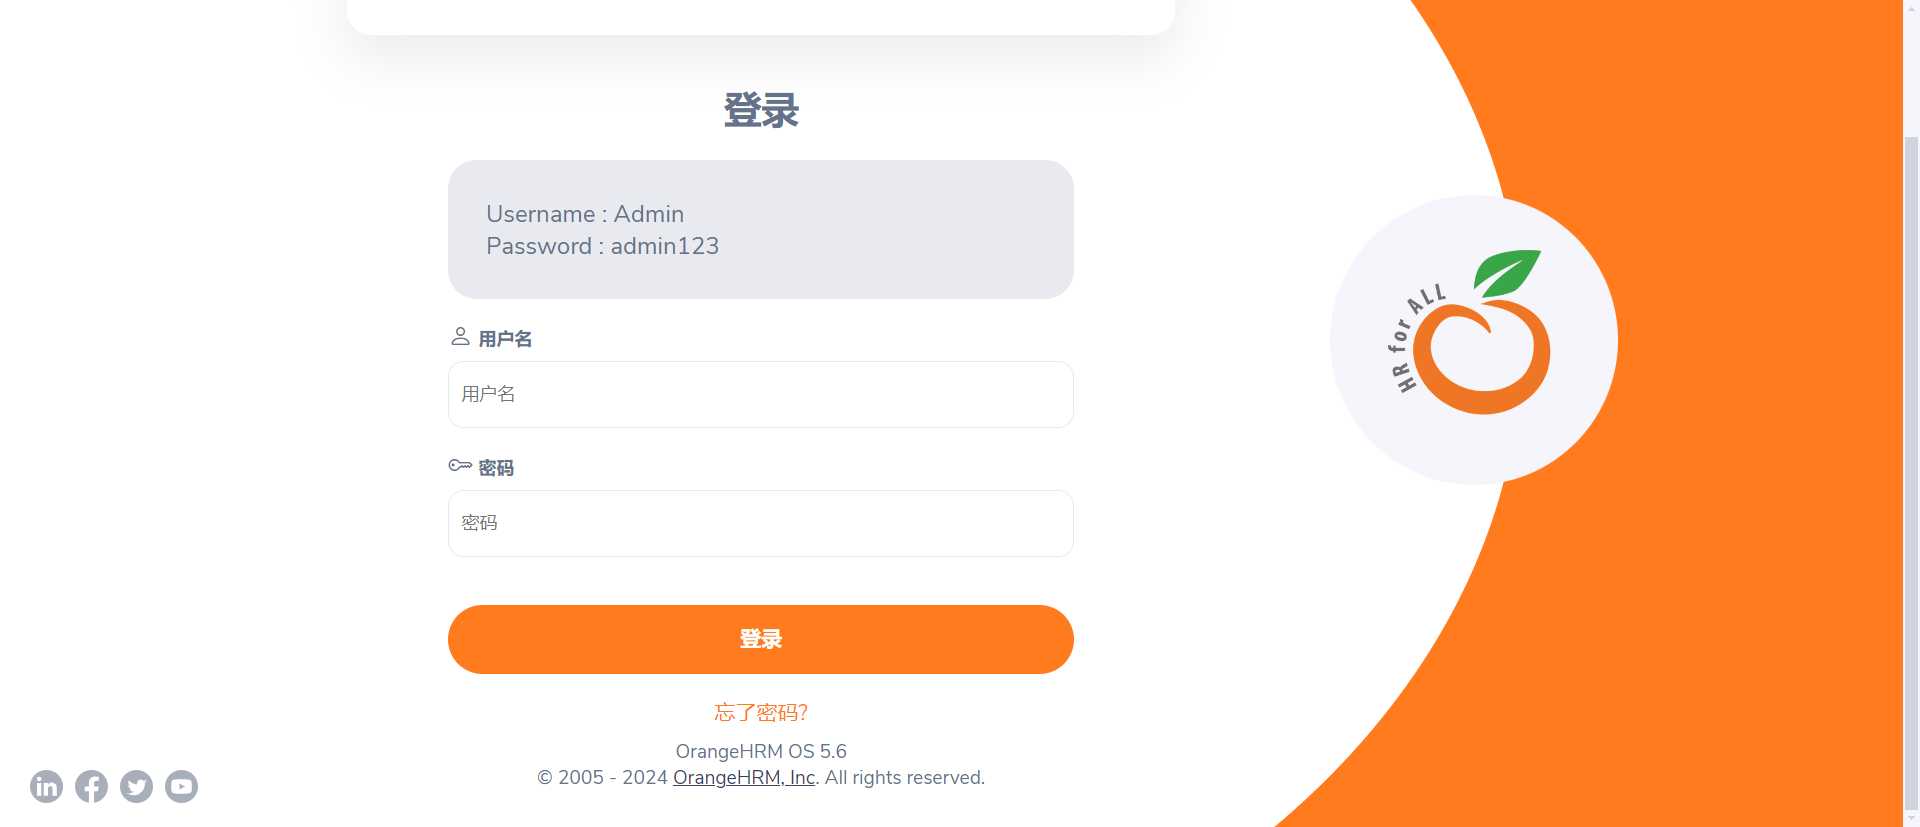 登录
Username : Admin
Password : admin123
用户名
用户名
密码
密码
登录
忘了密码?
OrangeHRM OS 5.6
© 2005 - 2024 OrangeHRM, Inc. All rights reserved.
HR for ALL